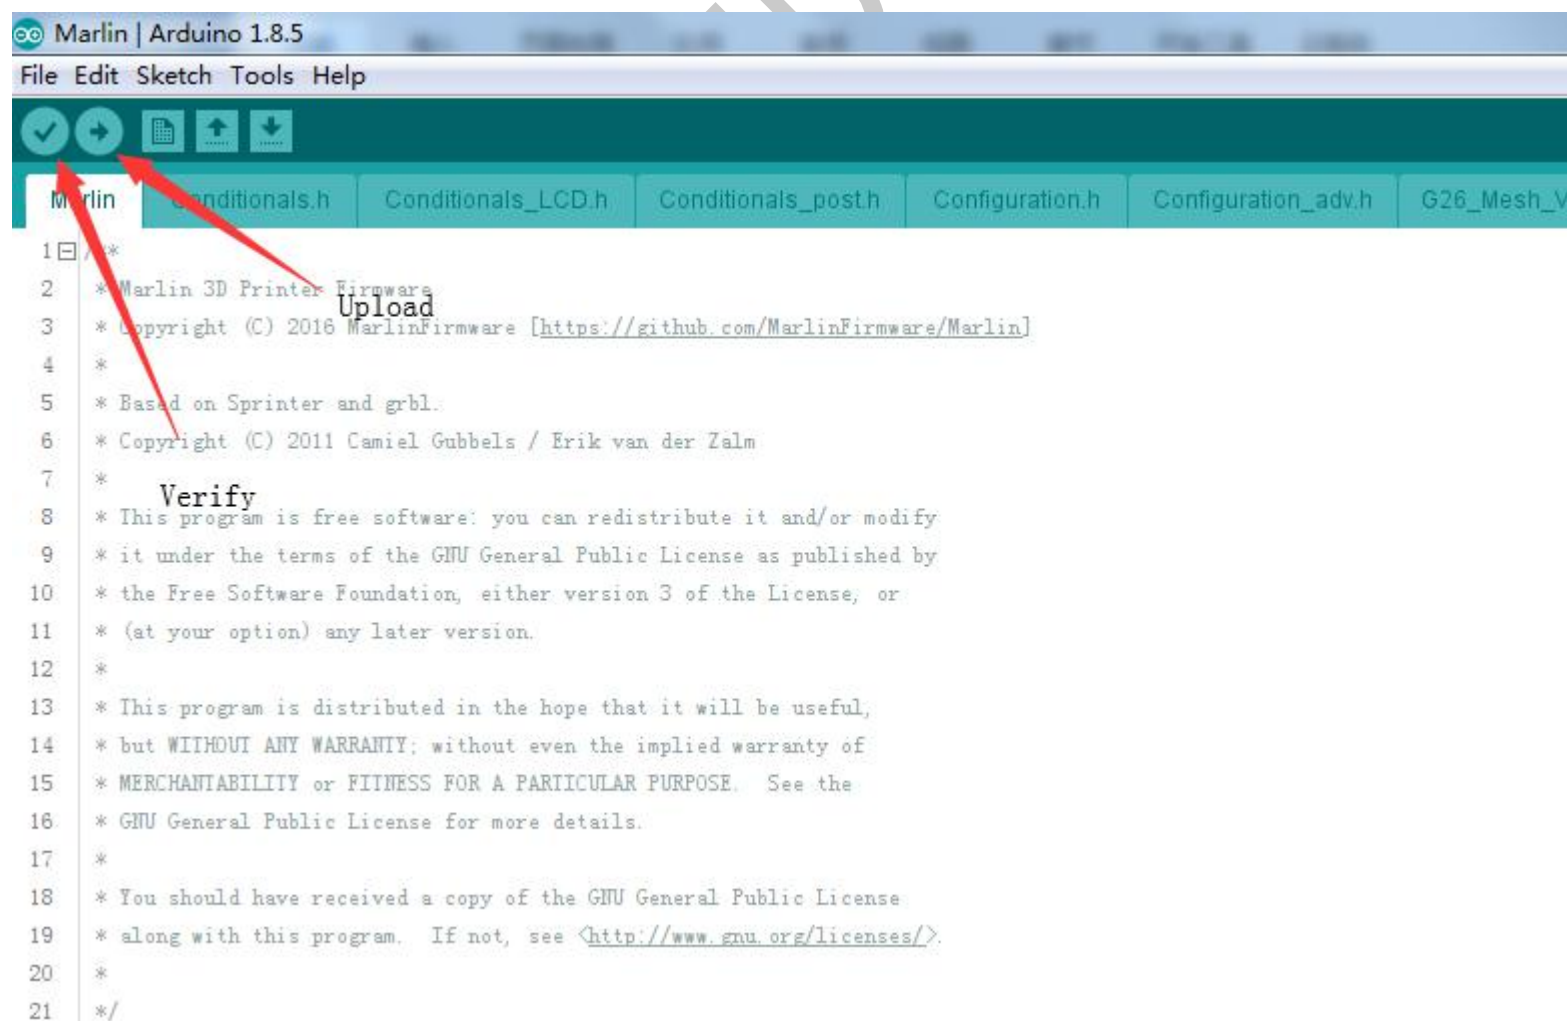 Marlin | Arduino 1.8.5
File Edit Sketch Tools Help
Marlin Conditionals.h Conditionals_LCD.h Conditionals_post.h Configuration.h Configuration_adv.h G26_Mesh_V
1 /**
2 * Marlin 3D Printer Firmware
Upload
3 * Copyright (C) 2016 MarlinFirmware [https://github.com/MarlinFirmware/Marlin]
4 *
5 * Based on Sprinter and grbl.
6 * Copyright (C) 2011 Camiel Gubbels / Erik van der Zalm
7 *
Verify
8 * This program is free software: you can redistribute it and/or modify
9 * it under the terms of the GNU General Public License as published by
10 * the Free Software Foundation, either version 3 of the License, or
11 * (at your option) any later version.
12 *
13 * This program is distributed in the hope that it will be useful,
14 * but WITHOUT ANY WARRANTY; without even the implied warranty of
15 * MERCHANTABILITY or FITNESS FOR A PARTICULAR PURPOSE. See the
16 * GNU General Public License for more details.
17 *
18 * You should have received a copy of the GNU General Public License
19 * along with this program. If not, see <http://www.gnu.org/licenses/>.
20 *
21 */